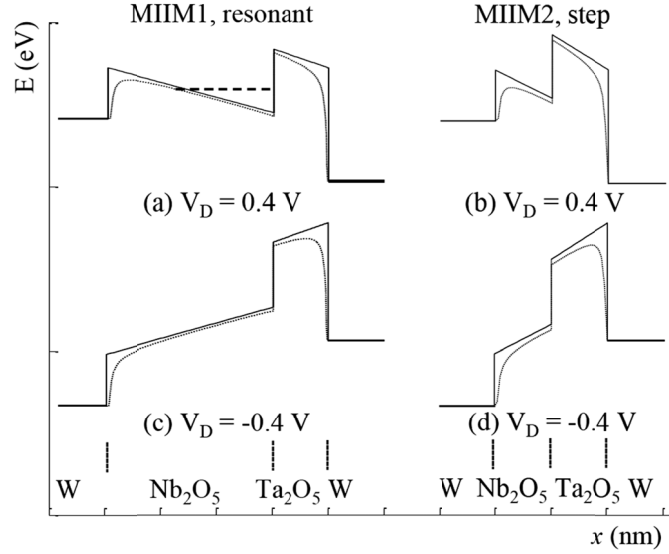 MIIM1, resonant
MIIM2, step
E (eV)
(a) V_D = 0.4 V
(b) V_D = 0.4 V
(c) V_D = -0.4 V
(d) V_D = -0.4 V
W Nb₂O₅ Ta₂O₅ W
W Nb₂O₅ Ta₂O₅ W
x (nm)